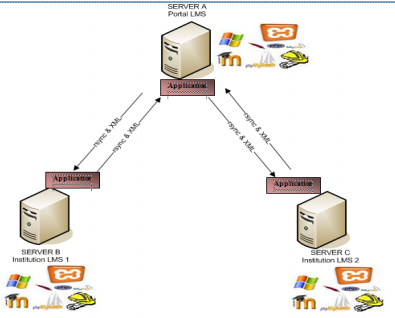 SERVER A
Portal LMS
Application
rsync & XML
rsync & XML
rsync & XML
rsync & XML
Application
Application
SERVER B
Institution LMS 1
SERVER C
Institution LMS 2